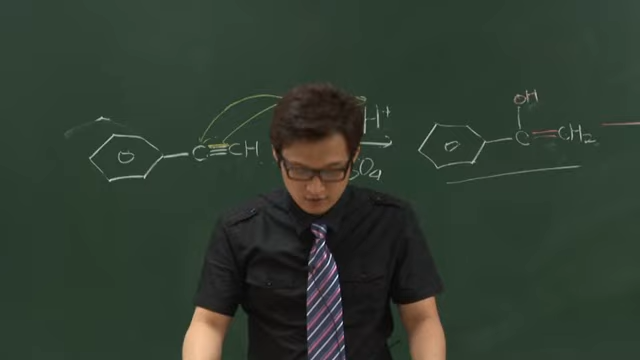 OH
C≡CH
H⁺
C=CH₂
SO₄